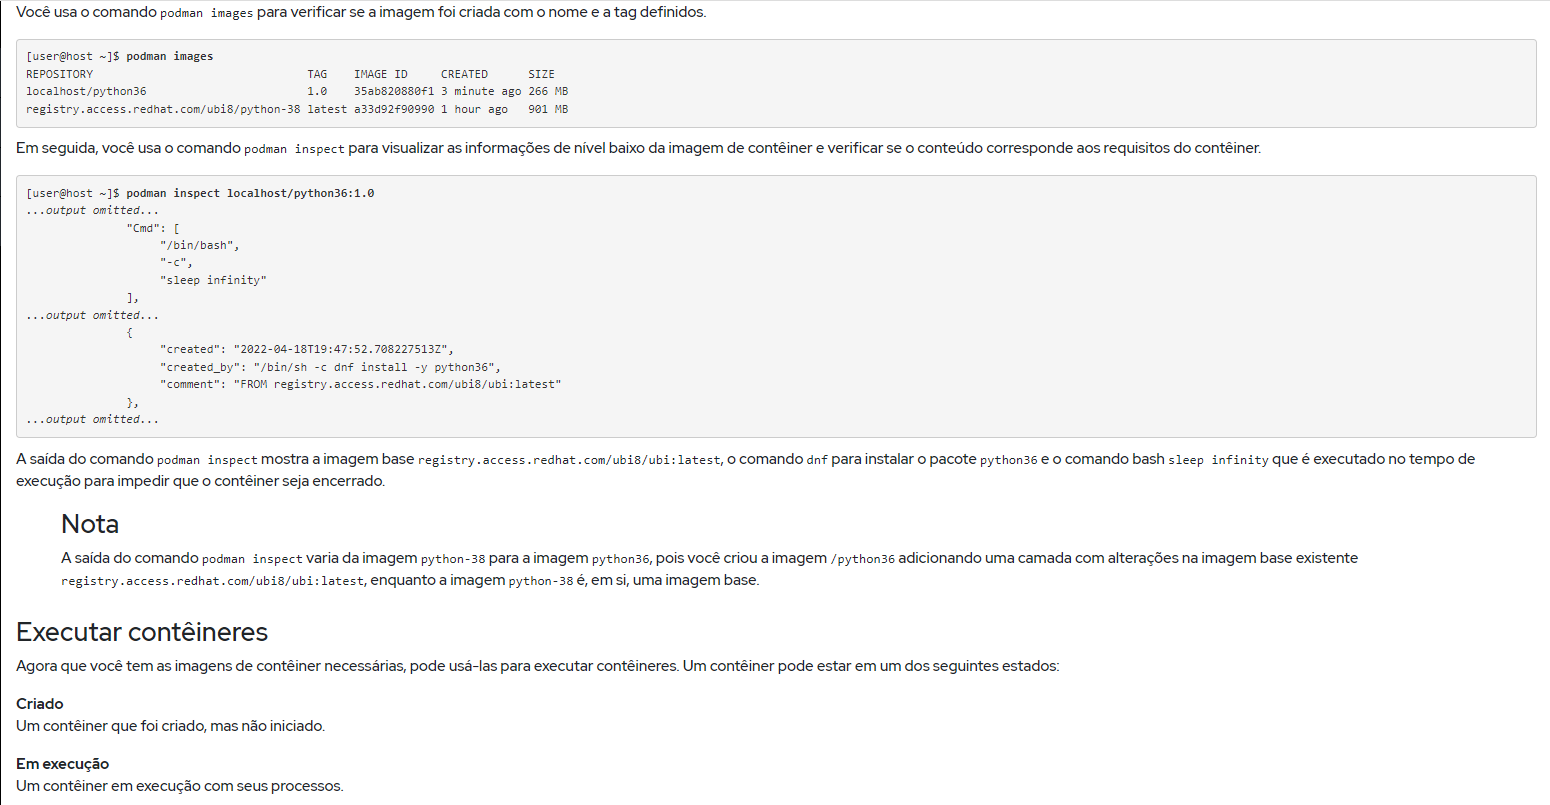 Você usa o comando podman images para verificar se a imagem foi criada com o nome e a tag definidos.
[user@host ~]$ podman images
REPOSITORY TAG IMAGE ID CREATED SIZE
localhost/python36 1.0 35ab820880f1 3 minute ago 266 MB
registry.access.redhat.com/ubi8/python-38 latest a33d92f90990 1 hour ago 901 MB
Em seguida, você usa o comando podman inspect para visualizar as informações de nível baixo da imagem de contêiner e verificar se o conteúdo corresponde aos requisitos do contêiner.
[user@host ~]$ podman inspect localhost/python36:1.0
...output omitted...
"Cmd": [
"/bin/bash",
"-c",
"sleep infinity"
],
...output omitted...
{
"created": "2022-04-18T19:47:52.708227513Z",
"created_by": "/bin/sh -c dnf install -y python36",
"comment": "FROM registry.access.redhat.com/ubi8/ubi:latest"
},
...output omitted...
A saída do comando podman inspect mostra a imagem base registry.access.redhat.com/ubi8/ubi:latest, o comando dnf para instalar o pacote python36 e o comando bash sleep infinity que é executado no tempo de
execução para impedir que o contêiner seja encerrado.
Nota
A saída do comando podman inspect varia da imagem python-38 para a imagem python36, pois você criou a imagem /python36 adicionando uma camada com alterações na imagem base existente
registry.access.redhat.com/ubi8/ubi:latest, enquanto a imagem python-38 é, em si, uma imagem base.
Executar contêineres
Agora que você tem as imagens de contêiner necessárias, pode usá-las para executar contêineres. Um contêiner pode estar em um dos seguintes estados:
Criado
Um contêiner que foi criado, mas não iniciado.
Em execução
Um contêiner em execução com seus processos.